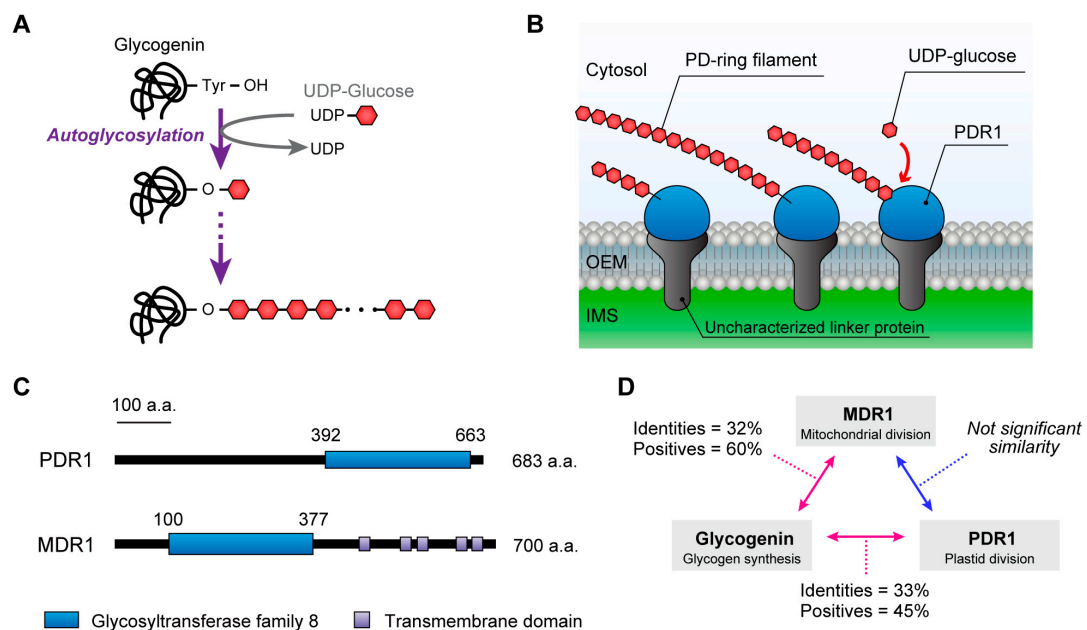 A
Glycogenin
Tyr – OH
UDP-Glucose
UDP
Autoglycosylation
UDP
O
O
B
Cytosol
PD-ring filament
UDP-glucose
PDR1
OEM
IMS
Uncharacterized linker protein
C
100 a.a.
392
663
PDR1
683 a.a.
100
377
MDR1
700 a.a.
Glycosyltransferase family 8
Transmembrane domain
D
MDR1
Mitochondrial division
Identities = 32%
Positives = 60%
Not significant
similarity
Glycogenin
Glycogen synthesis
PDR1
Plastid division
Identities = 33%
Positives = 45%